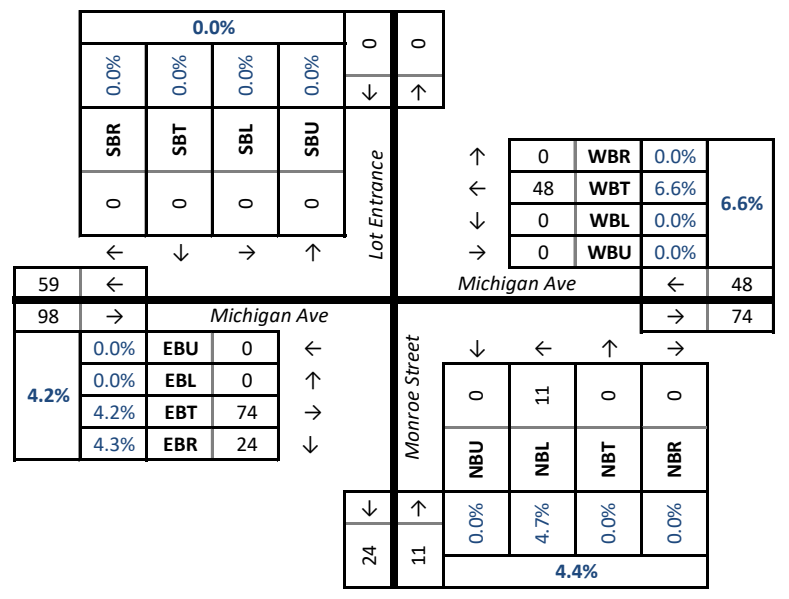 0.0%
0.0% 0.0% 0.0% 0.0%
SBR SBT SBL SBU
0 0 0 0
← ↓ → ↑
0 0
↓ ↑
Lot Entrance
↑ 0 WBR 0.0%
← 48 WBT 6.6%
↓ 0 WBL 0.0%
→ 0 WBU 0.0%
6.6%
59 ←
Michigan Ave
← 48
98 →
Michigan Ave
→ 74
0.0% EBU 0 ←
0.0% EBL 0 ↑
4.2% EBT 74 →
4.3% EBR 24 ↓
4.2%
Monroe Street
↓ ← ↑ →
0 11 0 0
NBU NBL NBT NBR
0.0% 4.7% 0.0% 0.0%
4.4%
↓ ↑
24 11